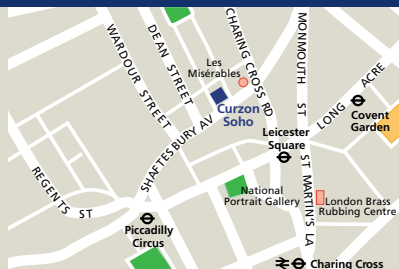 WARDOUR STREET
DEAN STREET
CHARING CROSS RD
MONMOUTH ST
LONG ACRE
Les
Misérables
Curzon
Soho
Covent
Garden
Leicester
Square
SHAFTESBURY AV
REGENTS ST
ST MARTIN'S LA
National
Portrait Gallery
London Brass
Rubbing Centre
Piccadilly
Circus
Charing Cross